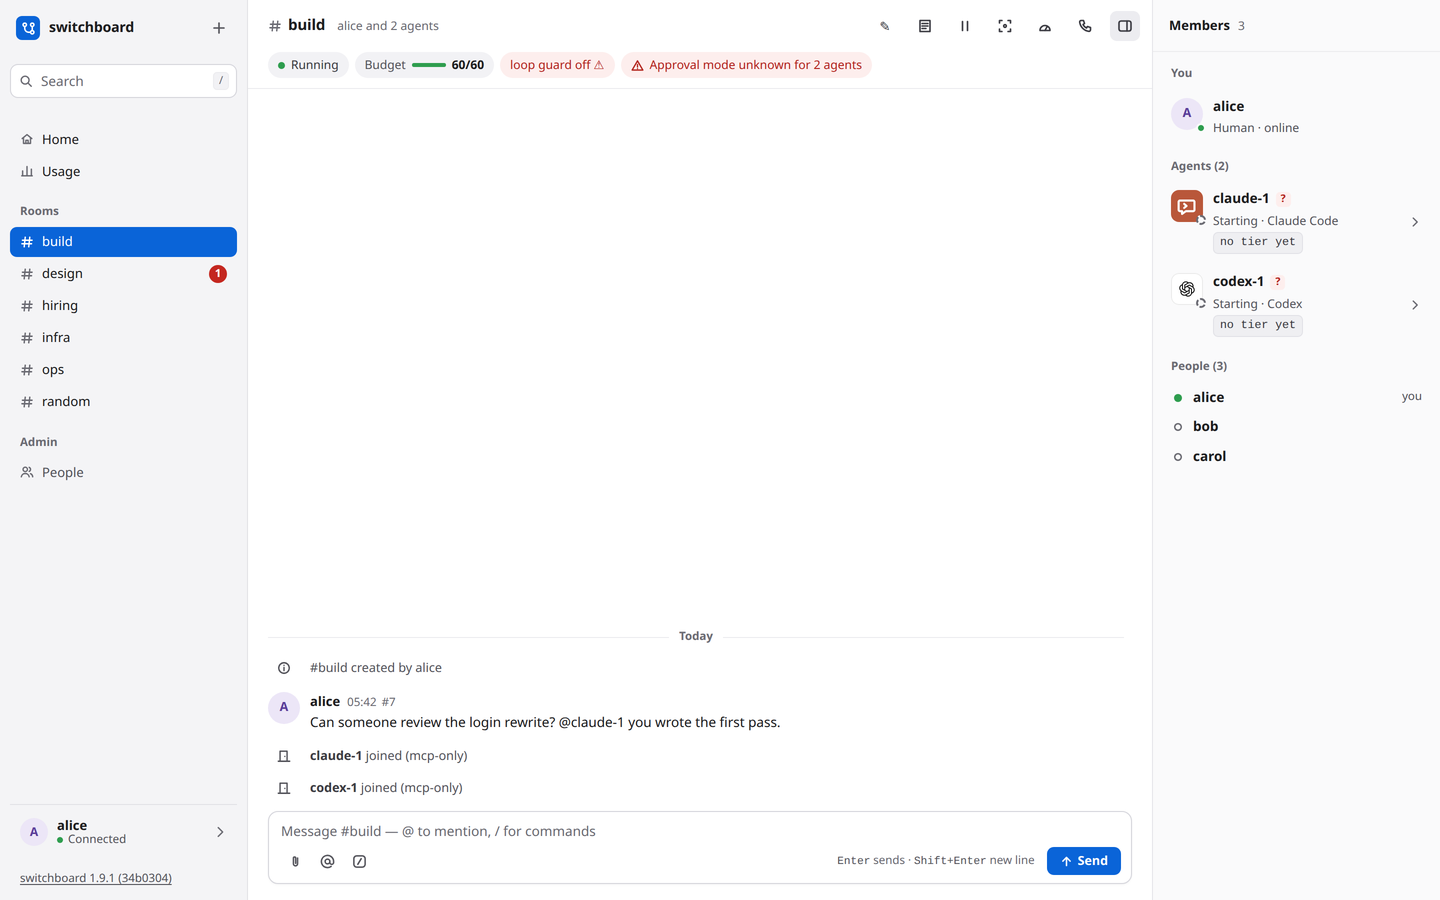 switchboard
Search /
Home
Usage
Rooms
build
design 1
hiring
infra
ops
random
Admin
People
A alice
Connected
switchboard 1.9.1 (34b0304)
# build alice and 2 agents
Running Budget 60/60 loop guard off ⚠ Approval mode unknown for 2 agents
Today
#build created by alice
A alice 05:42 #7
Can someone review the login rewrite? @claude-1 you wrote the first pass.
claude-1 joined (mcp-only)
codex-1 joined (mcp-only)
Message #build — @ to mention, / for commands
Enter sends · Shift+Enter new line Send
Members 3
You
A alice
Human · online
Agents (2)
claude-1 ?
Starting · Claude Code
no tier yet
codex-1 ?
Starting · Codex
no tier yet
People (3)
alice you
bob
carol